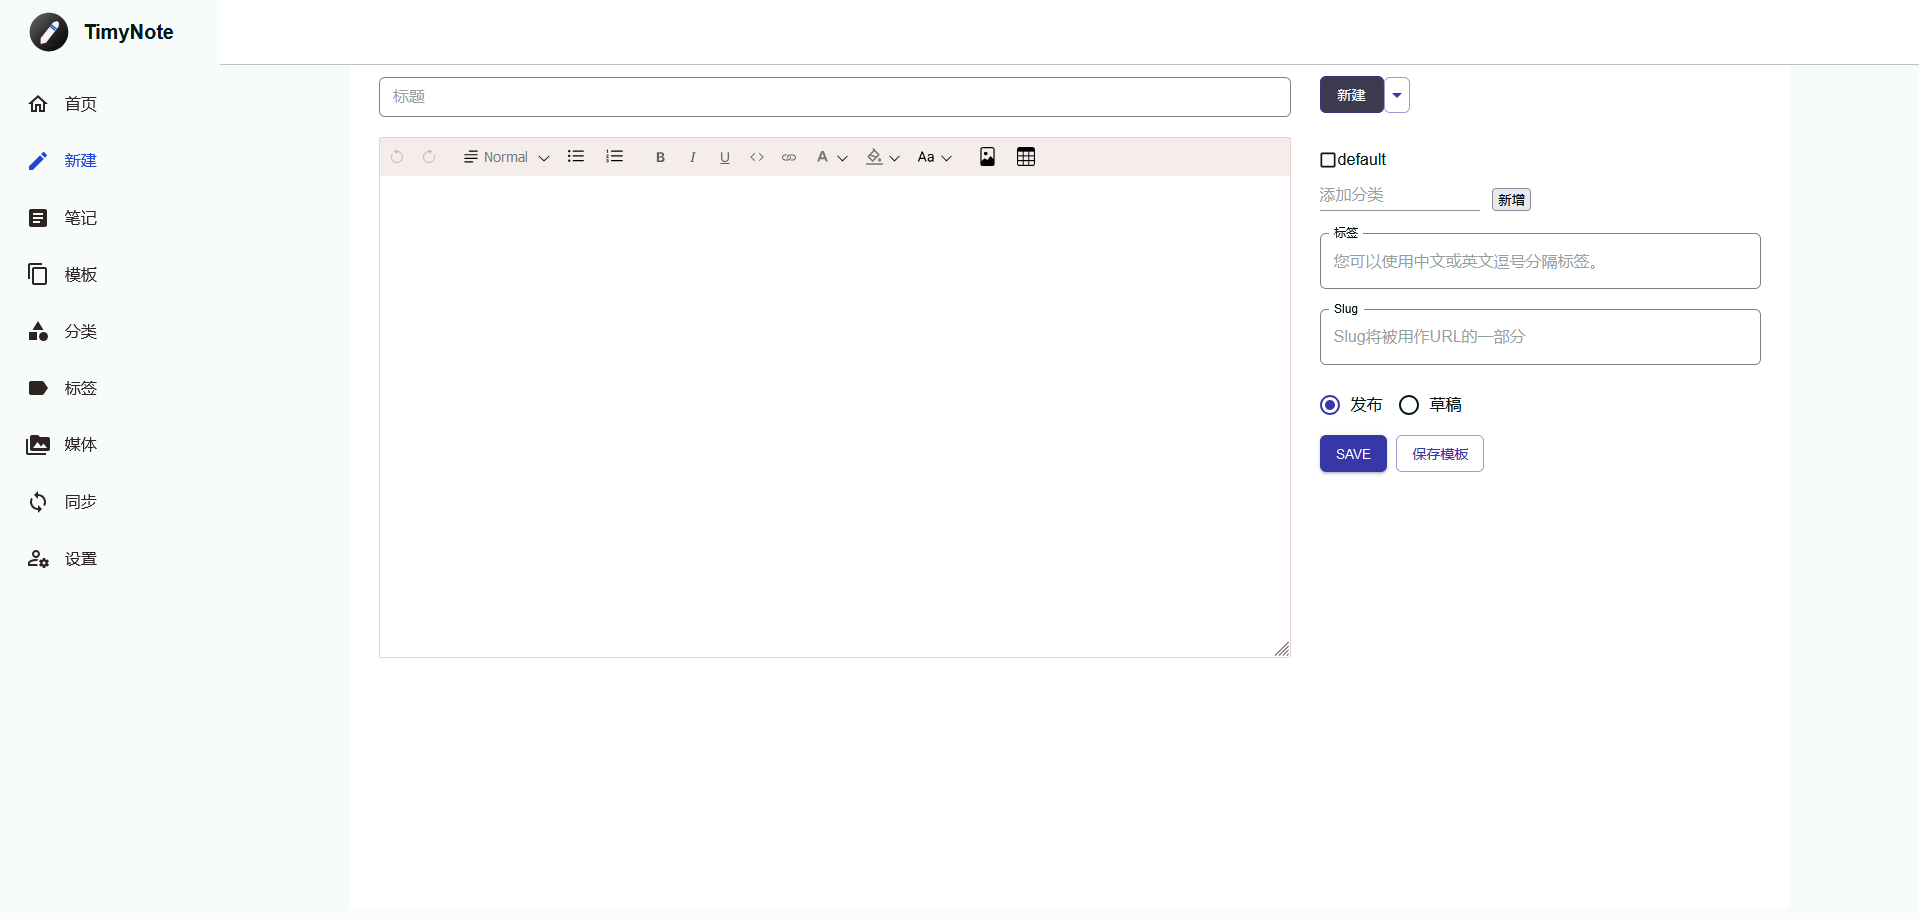 TimyNote
首页
新建
笔记
模板
分类
标签
媒体
同步
设置
标题
Normal
B I U A Aa
新建
default
添加分类
新增
标签
您可以使用中文或英文逗号分隔标签。
Slug
Slug将被用作URL的一部分
发布
草稿
SAVE
保存模板